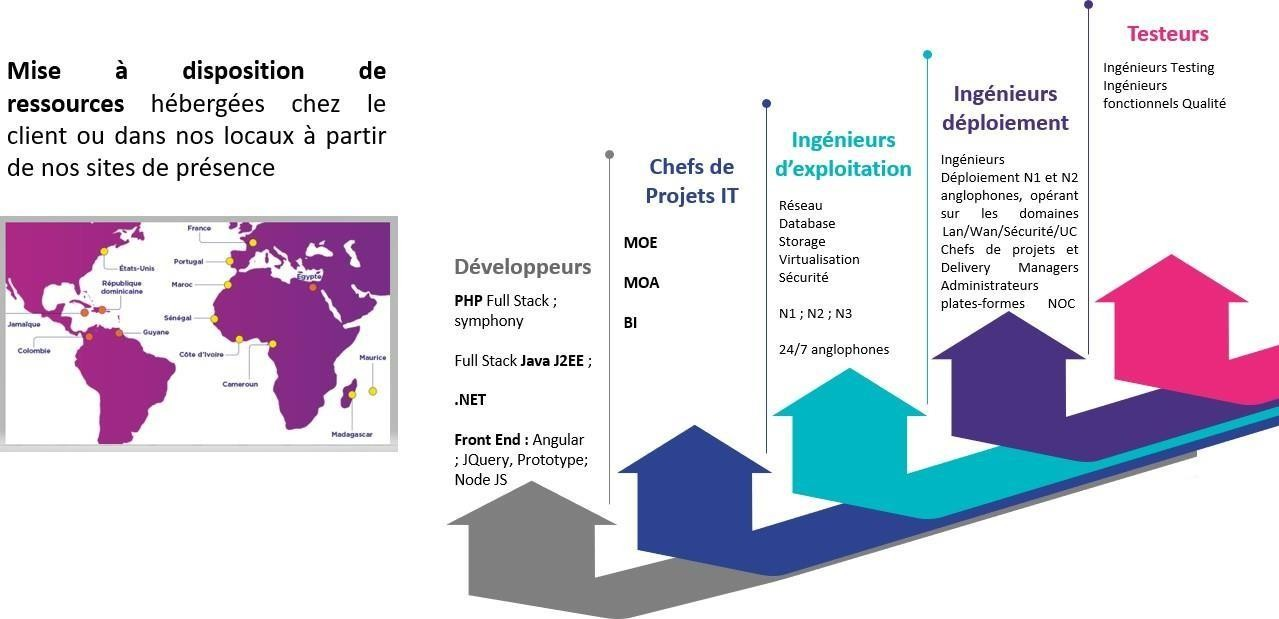 Mise à disposition de
ressources hébergées chez le
client ou dans nos locaux à partir
de nos sites de présence
France
Portugal
Maroc
Égypte
États-Unis
République
dominicaine
Jamaïque
Colombie
Guyane
Sénégal
Côte d'Ivoire
Cameroun
Maurice
Madagascar
Développeurs
PHP Full Stack ;
symphony
Full Stack Java J2EE ;
.NET
Front End : Angular
; JQuery, Prototype;
Node JS
Chefs de
Projets IT
MOE
MOA
BI
Ingénieurs
d’exploitation
Réseau
Database
Storage
Virtualisation
Sécurité
N1 ; N2 ; N3
24/7 anglophones
Ingénieurs
déploiement
Ingénieurs
Déploiement N1 et N2
anglophones, opérant
sur les domaines
Lan/Wan/Sécurité/UC
Chefs de projets et
Delivery Managers
Administrateurs
plates-formes NOC
Testeurs
Ingénieurs Testing
Ingénieurs
fonctionnels Qualité